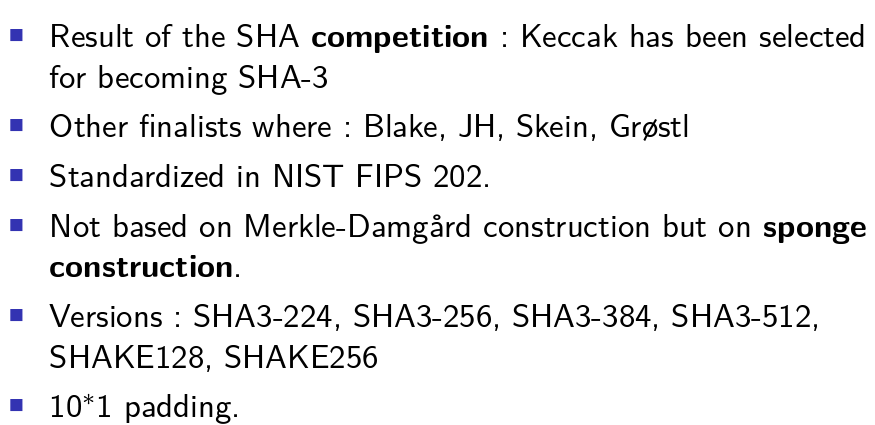 Result of the SHA competition : Keccak has been selected
for becoming SHA-3
Other finalists where : Blake, JH, Skein, Grøstl
Standardized in NIST FIPS 202.
Not based on Merkle-Damgård construction but on sponge
construction.
Versions : SHA3-224, SHA3-256, SHA3-384, SHA3-512,
SHAKE128, SHAKE256
10*1 padding.